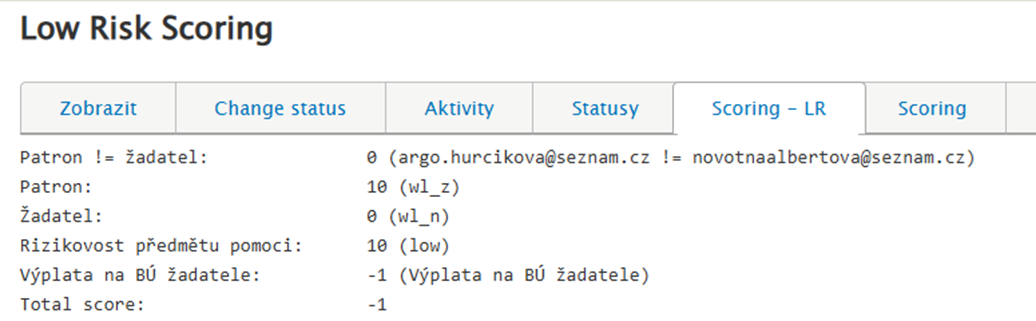 Low Risk Scoring
Zobrazit Change status Aktivity Statusy Scoring – LR Scoring
Patron != žadatel: 0 (argo.hurcikova@seznam.cz != novotnaalbertova@seznam.cz)
Patron: 10 (wl_z)
Žadatel: 0 (wl_n)
Rizikovost předmětu pomoci: 10 (low)
Výplata na BÚ žadatele: -1 (Výplata na BÚ žadatele)
Total score: -1